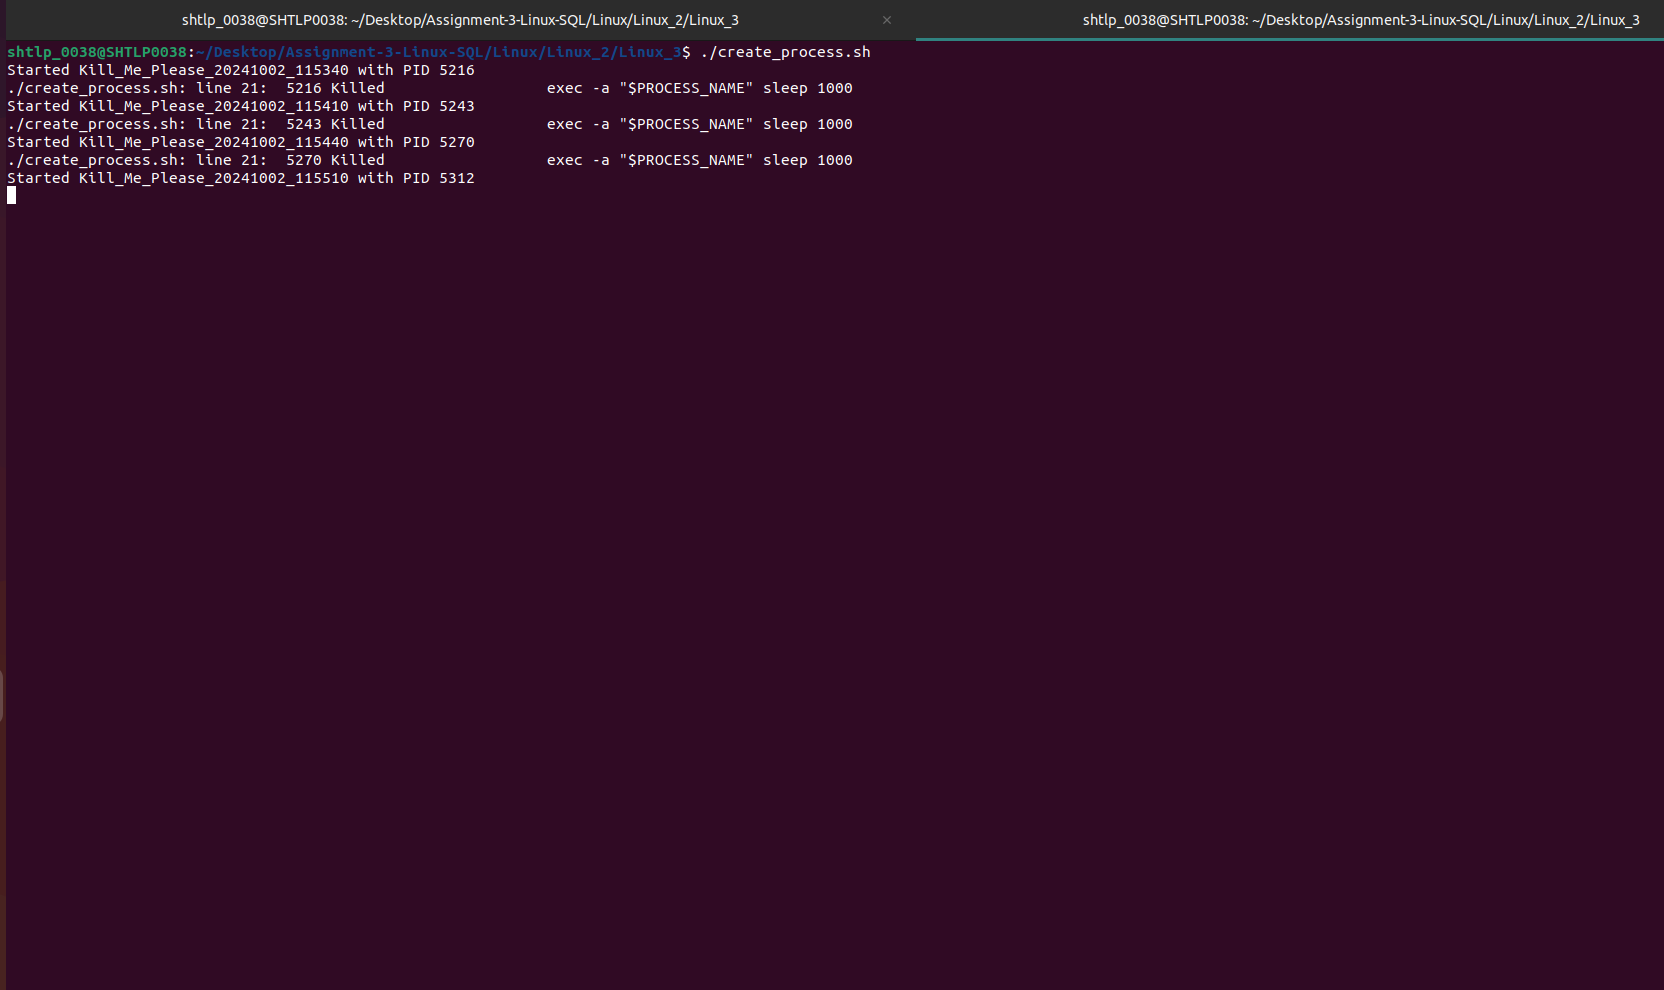 shtlp_0038@SHTLP0038: ~/Desktop/Assignment-3-Linux-SQL/Linux/Linux_2/Linux_3 × shtlp_0038@SHTLP0038: ~/Desktop/Assignment-3-Linux-SQL/Linux/Linux_2/Linux_3
shtlp_0038@SHTLP0038:~/Desktop/Assignment-3-Linux-SQL/Linux/Linux_2/Linux_3$ ./create_process.sh
Started Kill_Me_Please_20241002_115340 with PID 5216
./create_process.sh: line 21:  5216 Killed                  exec -a "$PROCESS_NAME" sleep 1000
Started Kill_Me_Please_20241002_115410 with PID 5243
./create_process.sh: line 21:  5243 Killed                  exec -a "$PROCESS_NAME" sleep 1000
Started Kill_Me_Please_20241002_115440 with PID 5270
./create_process.sh: line 21:  5270 Killed                  exec -a "$PROCESS_NAME" sleep 1000
Started Kill_Me_Please_20241002_115510 with PID 5312